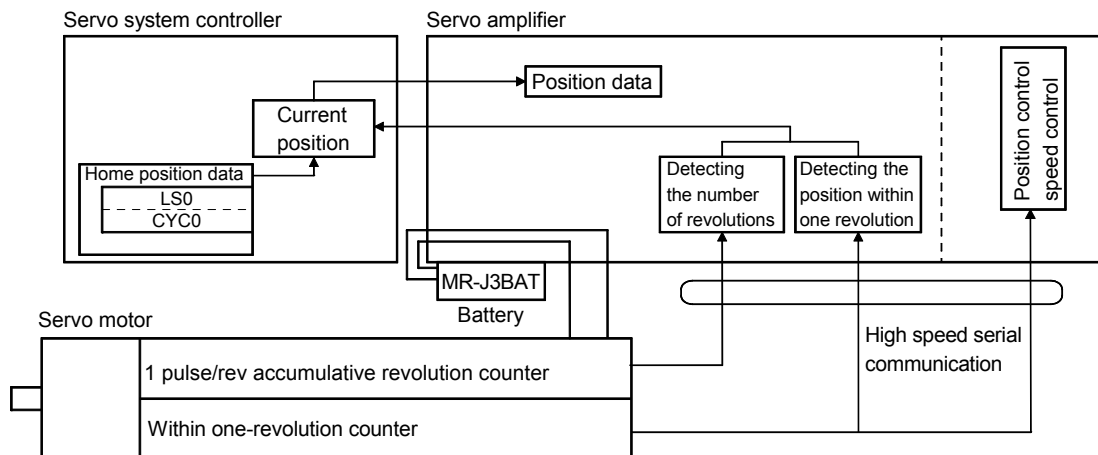 Servo system controller
Servo amplifier
Position data
Current
position
Home position data
LS0
CYC0
Detecting
the number
of revolutions
Detecting the
position within
one revolution
Position control
speed control
MR-J3BAT
Battery
Servo motor
High speed serial
communication
1 pulse/rev accumulative revolution counter
Within one-revolution counter